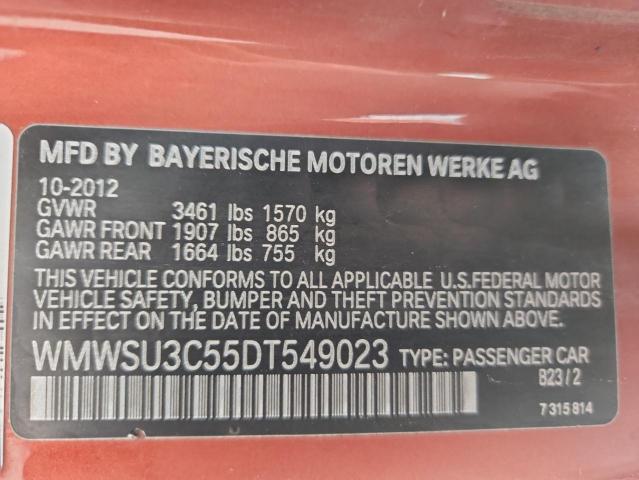 MFD BY BAYERISCHE MOTOREN WERKE AG
10-2012
GVWR 3461 lbs 1570 kg
GAWR FRONT 1907 lbs 865 kg
GAWR REAR 1664 lbs 755 kg
THIS VEHICLE CONFORMS TO ALL APPLICABLE U.S.FEDERAL MOTOR
VEHICLE SAFETY, BUMPER AND THEFT PREVENTION STANDARDS
IN EFFECT ON THE DATE OF MANUFACTURE SHOWN ABOVE.
WMWSU3C55DT549023 TYPE: PASSENGER CAR
B23/2
7 315 814